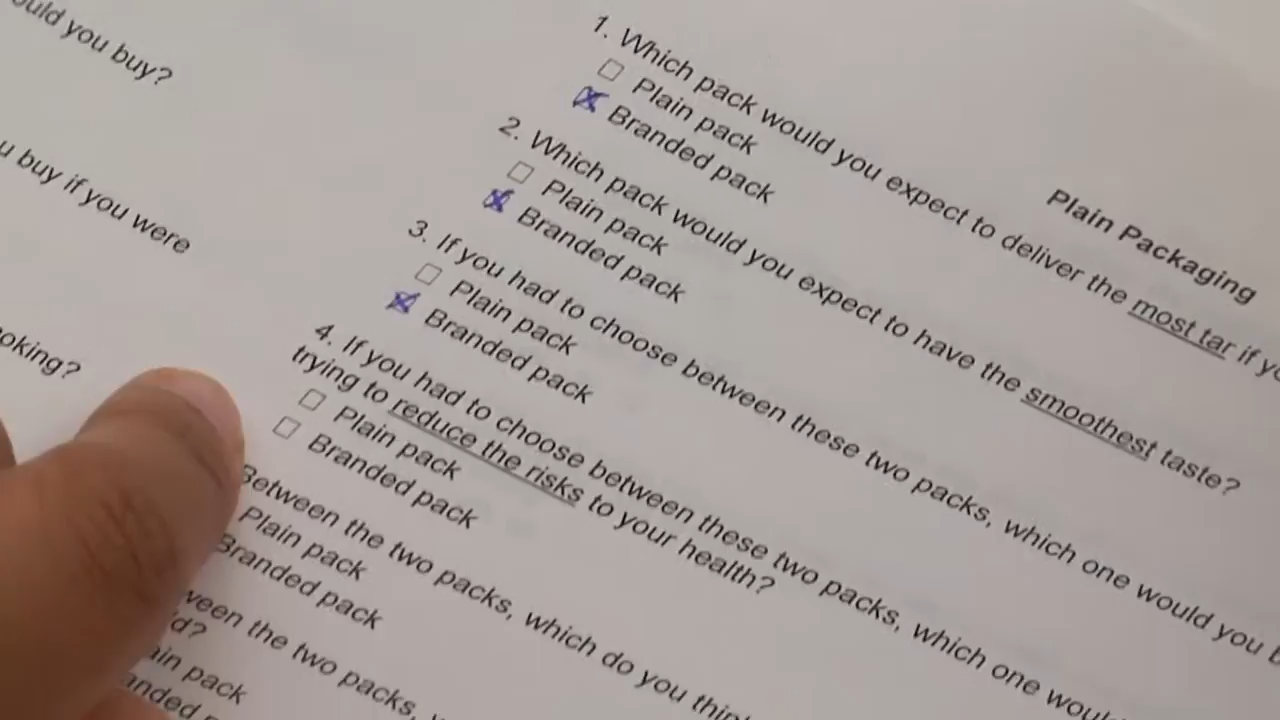 ould you buy?
u buy if you were
oking?
Plain Packaging
1. Which pack would you expect to deliver the most tar if
☐ Plain pack
☒ Branded pack
2. Which pack would you expect to have the smoothest taste?
☐ Plain pack
☒ Branded pack
3. If you had to choose between these two packs, which one would you
☐ Plain pack
☒ Branded pack
4. If you had to choose between these two packs, which one
trying to reduce the risks to your health?
☐ Plain pack
☐ Branded pack
Between the two packs, which do you
Plain pack
Branded pack
ween the two packs,
d?
ain pack
anded